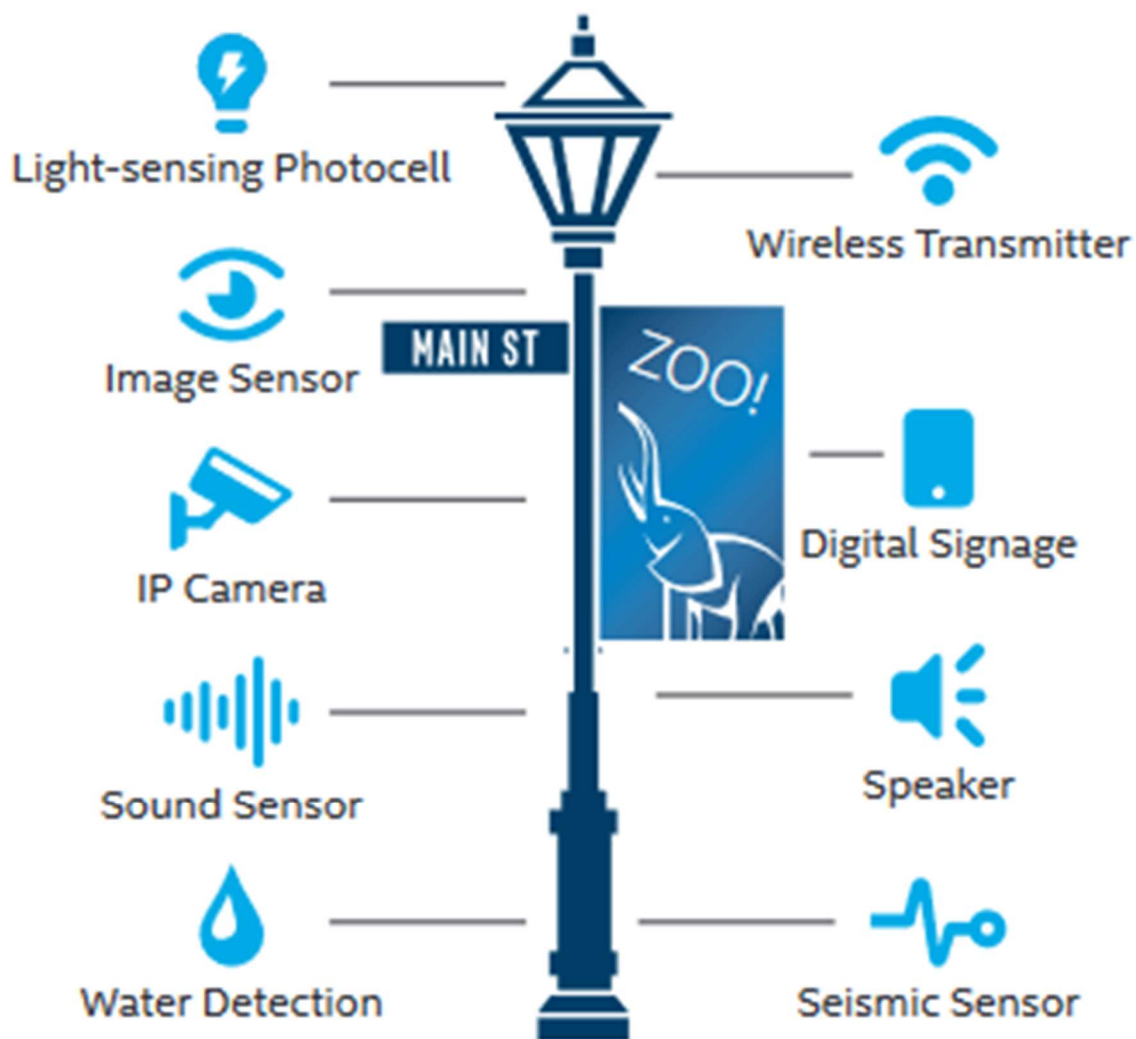 Light-sensing Photocell
Wireless Transmitter
Image Sensor
MAIN ST
ZOO!
IP Camera
Digital Signage
Sound Sensor
Speaker
Water Detection
Seismic Sensor